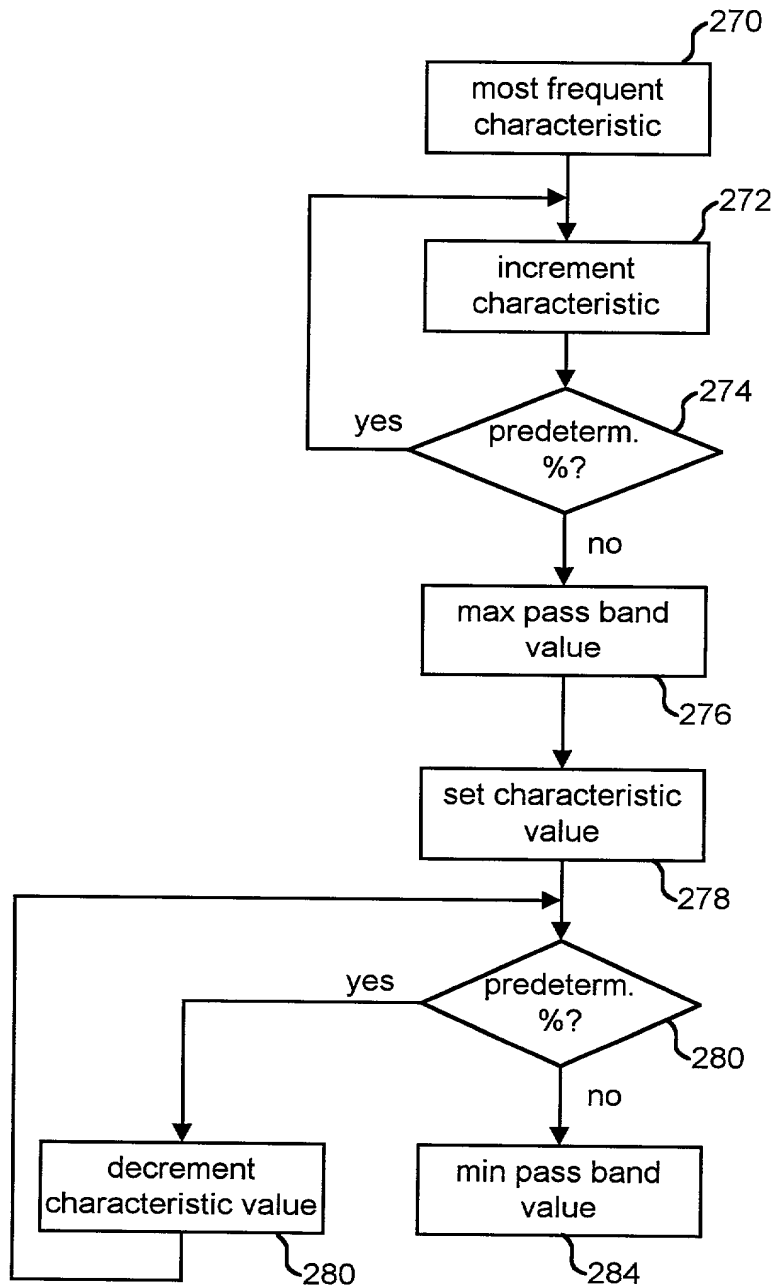 270
most frequent
characteristic
272
increment
characteristic
274
yes
predeterm.
%?
no
max pass band
value
276
set characteristic
value
278
yes
predeterm.
%?
280
no
decrement
characteristic value
280
min pass band
value
284